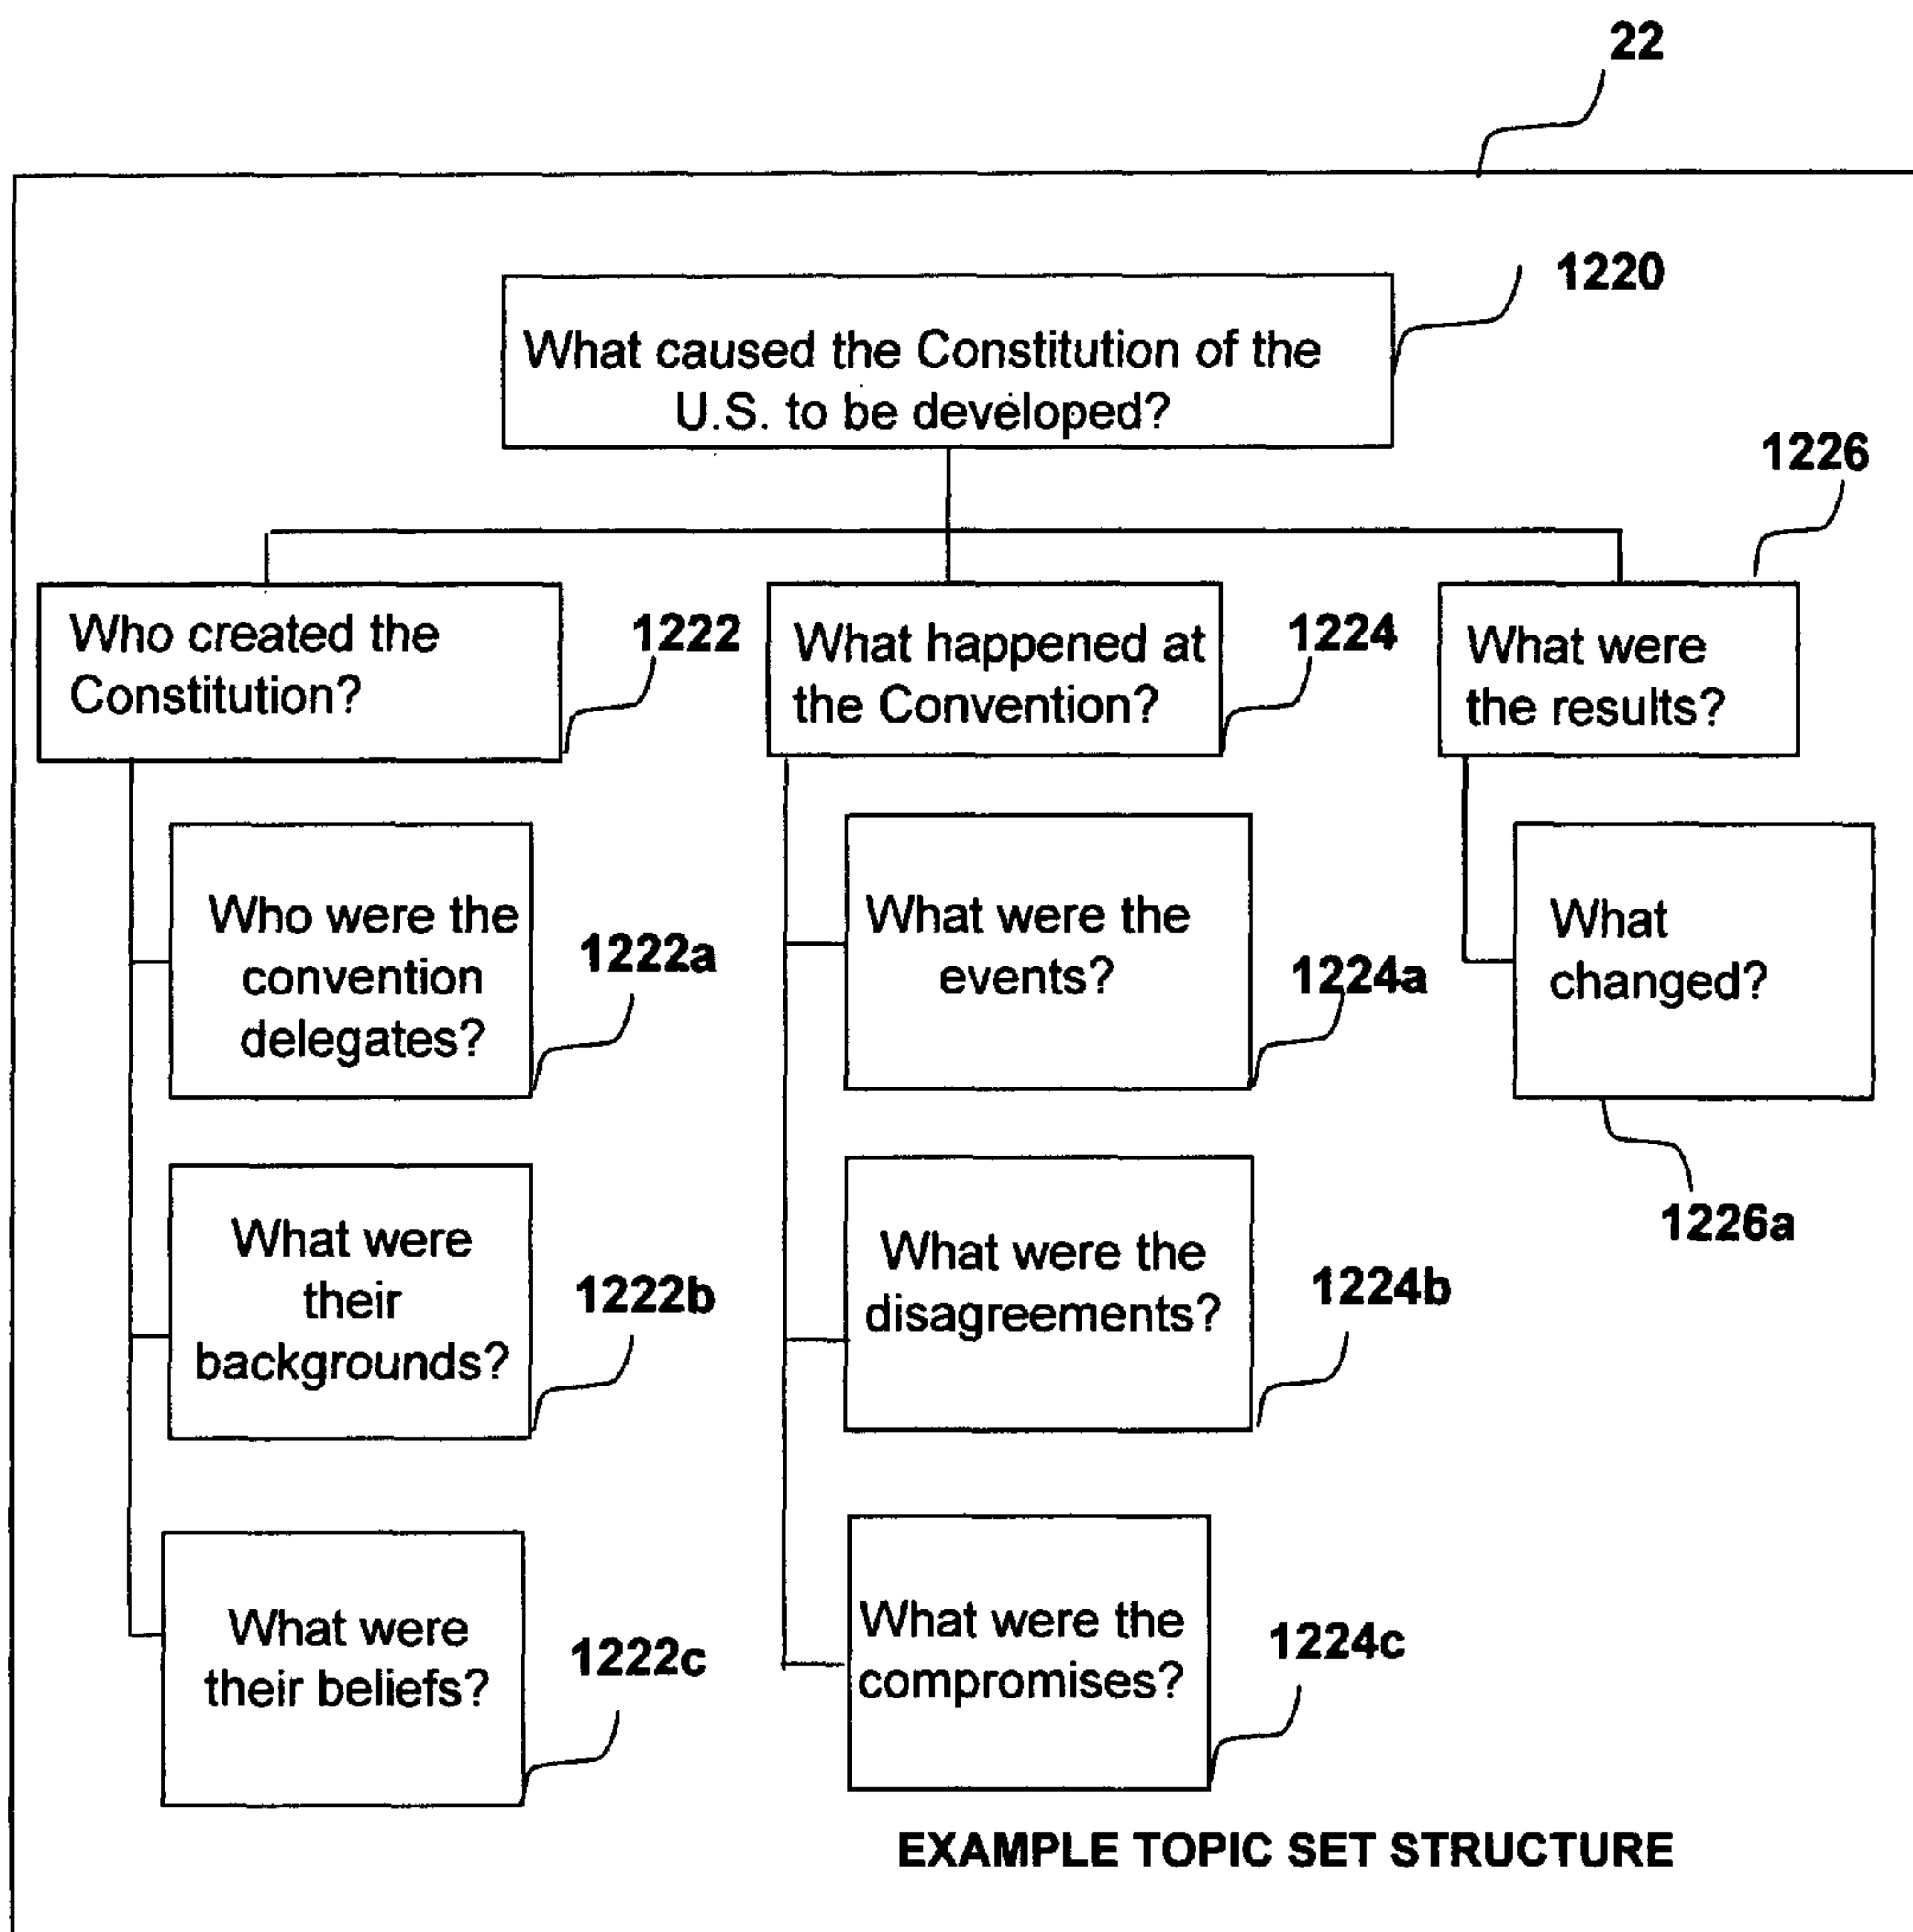 22
1220
What caused the Constitution of the
U.S. to be developed?
1226
Who created the
Constitution?
1222
What happened at
the Convention?
1224
What were
the results?
Who were the
convention
delegates?
1222a
What were the
events?
1224a
What
changed?
1226a
What were
their
backgrounds?
1222b
What were the
disagreements?
1224b
What were
their beliefs?
1222c
What were the
compromises?
1224c
EXAMPLE TOPIC SET STRUCTURE